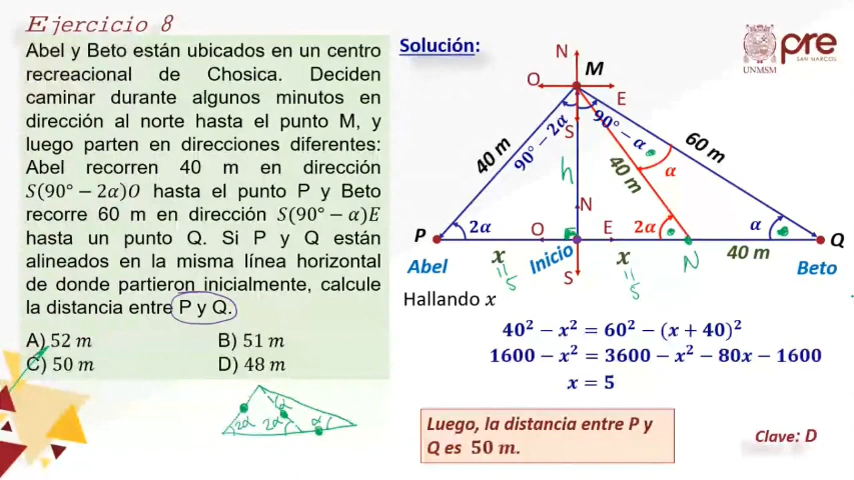 Ejercicio 8
Abel y Beto están ubicados en un centro
recreacional de Chosica. Deciden
caminar durante algunos minutos en
dirección al norte hasta el punto M, y
luego parten en direcciones diferentes:
Abel recorren 40 m en dirección
S(90° − 2α)O hasta el punto P y Beto
recorre 60 m en dirección S(90° − α)E
hasta un punto Q. Si P y Q están
alineados en la misma línea horizontal
de donde partieron inicialmente, calcule
la distancia entre P y Q.
A) 52 m B) 51 m
C) 50 m D) 48 m
2α 2α α α
Solución:
UNMSM
pre
SAN MARCOS
N
M
O E
S
90° − 2α 90° − α
40 m 40 m 60 m
h
α
N
P 2α O E 2α α Q
Abel x Inicio x N 40 m Beto
5 S 5
Hallando x
40² − x² = 60² − (x + 40)²
1600 − x² = 3600 − x² − 80x − 1600
x = 5
Luego, la distancia entre P y
Q es 50 m.
Clave: D